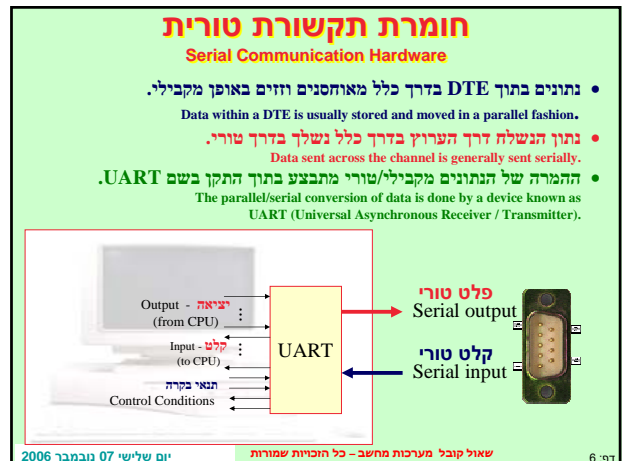 חומרת תקשורת טורית
Serial Communication Hardware
• נתונים בתוך DTE בדרך כלל מאוחסנים וזזים באופן מקבילי.
Data within a DTE is usually stored and moved in a parallel fashion.
• נתון הנשלח דרך הערוץ בדרך כלל נשלך בדרך טורי.
Data sent across the channel is generally sent serially.
• ההמרה של הנתונים מקבילי/טורי מתבצע בתוך התקן בשם UART.
The parallel/serial conversion of data is done by a device known as
UART (Universal Asynchronous Receiver / Transmitter).
Output - יציאה
(from CPU)
Input - קלט
(to CPU)
תנאי בקרה
Control Conditions
UART
פלט טורי
Serial output
קלט טורי
Serial input
יום שלישי 07 נובמבר 2006
שאול קובל מערכות מחשב – כל הזכויות שמורות
דפ: 6